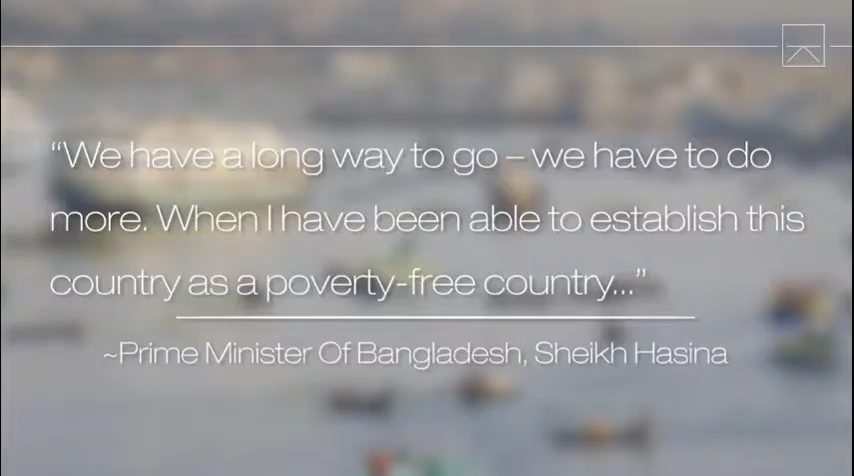 “We have a long way to go – we have to do
more. When I have been able to establish this
country as a poverty-free country...”
~Prime Minister Of Bangladesh, Sheikh Hasina